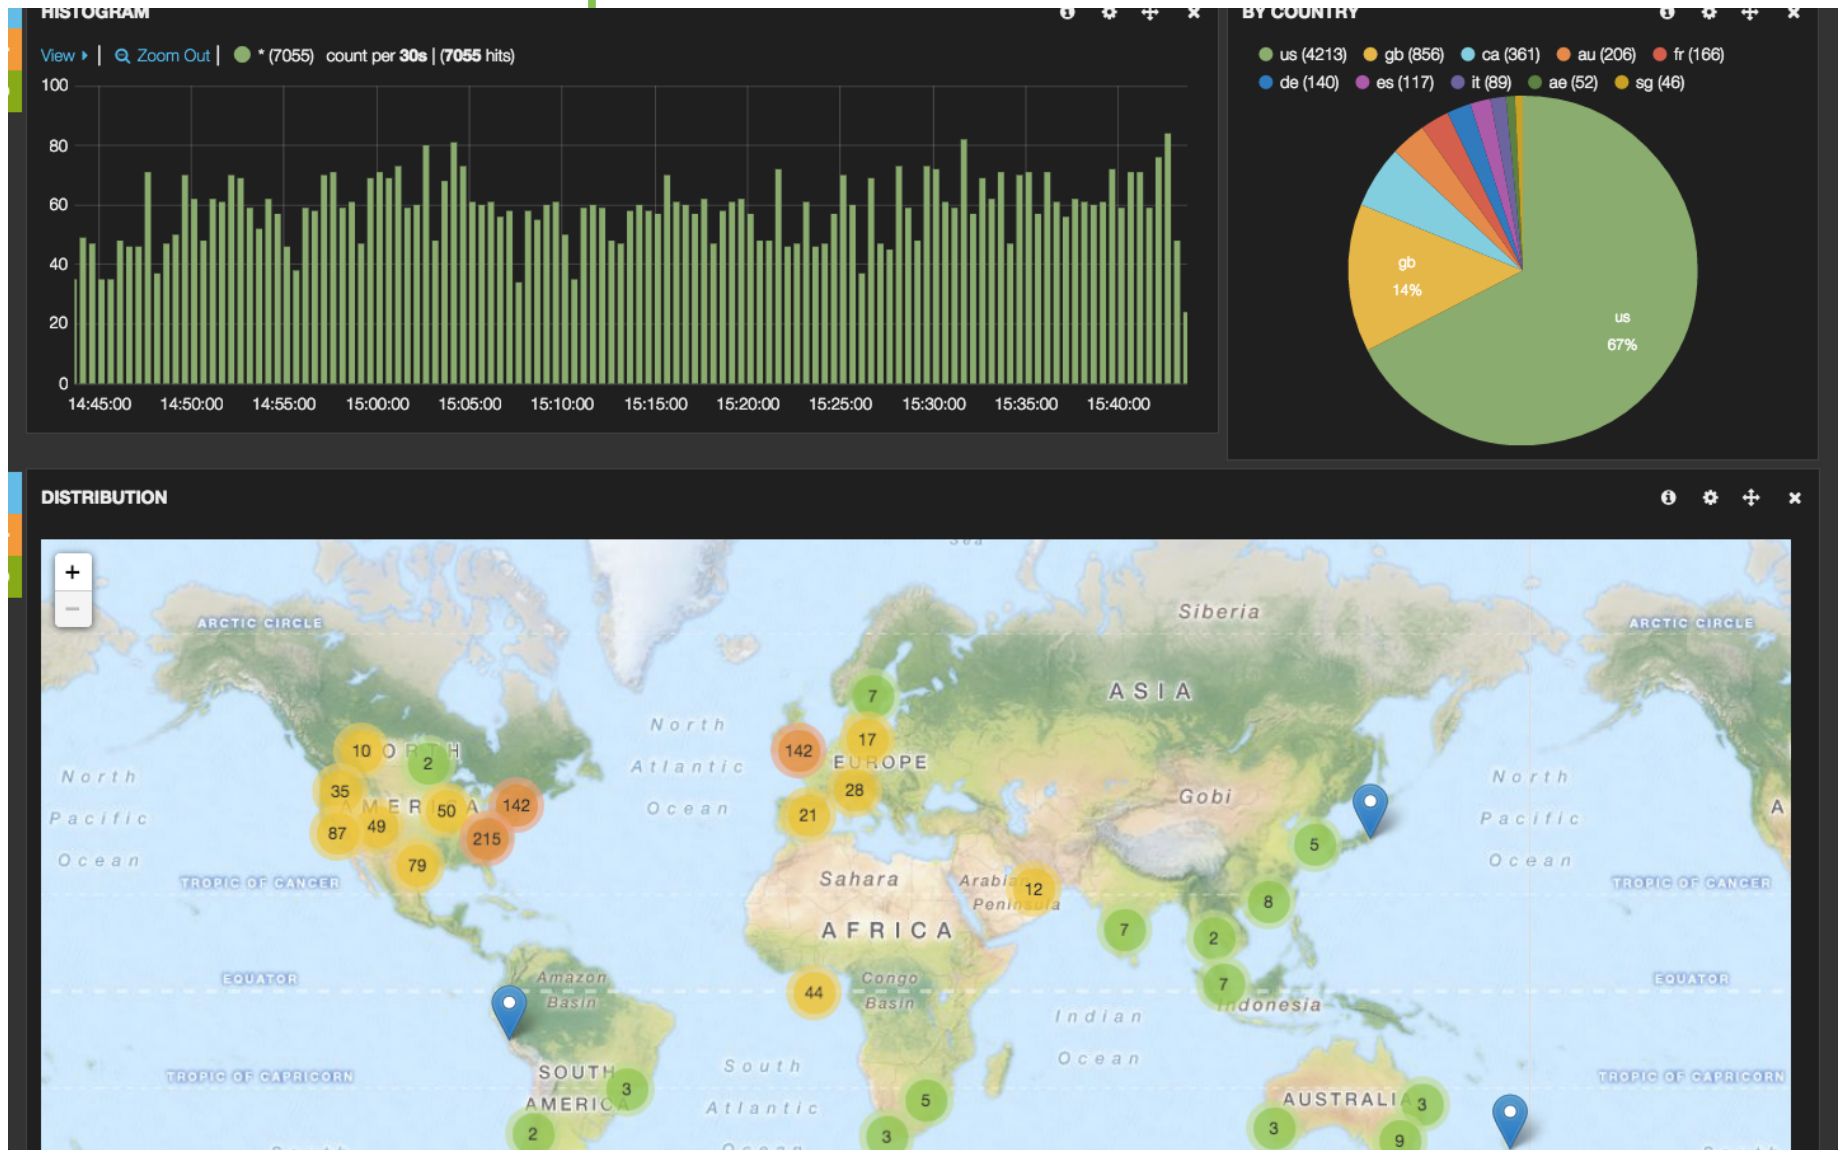 HISTOGRAM
View | Zoom Out | * (7055) count per 30s | (7055 hits)
100
80
60
40
20
0
14:45:00 14:50:00 14:55:00 15:00:00 15:05:00 15:10:00 15:15:00 15:20:00 15:25:00 15:30:00 15:35:00 15:40:00
BY COUNTRY
us (4213) gb (856) ca (361) au (206) fr (166)
de (140) es (117) it (89) ae (52) sg (46)
gb
14%
us
67%
DISTRIBUTION
+
−
Sea
Siberia
ARCTIC CIRCLE
ARCTIC CIRCLE
ASIA
7
North
Atlantic
Ocean
142
17
EUROPE
28
21
10
NORTH
2
35
AMERICA
50
142
87
49
215
79
North
Pacific
Ocean
Gobi
North
Pacific
Ocean
A
5
TROPIC OF CANCER
Sahara
Arabian
Peninsula
12
TROPIC OF CANCER
8
AFRICA
7
2
EQUATOR
Amazon
Basin
44
Congo
Basin
7
Indonesia
EQUATOR
Indian
Ocean
TROPIC OF CAPRICORN
SOUTH
AMERICA
3
2
South
Atlantic
Ocean
5
3
AUSTRALIA
3
3
9
TROPIC OF CAPRICORN